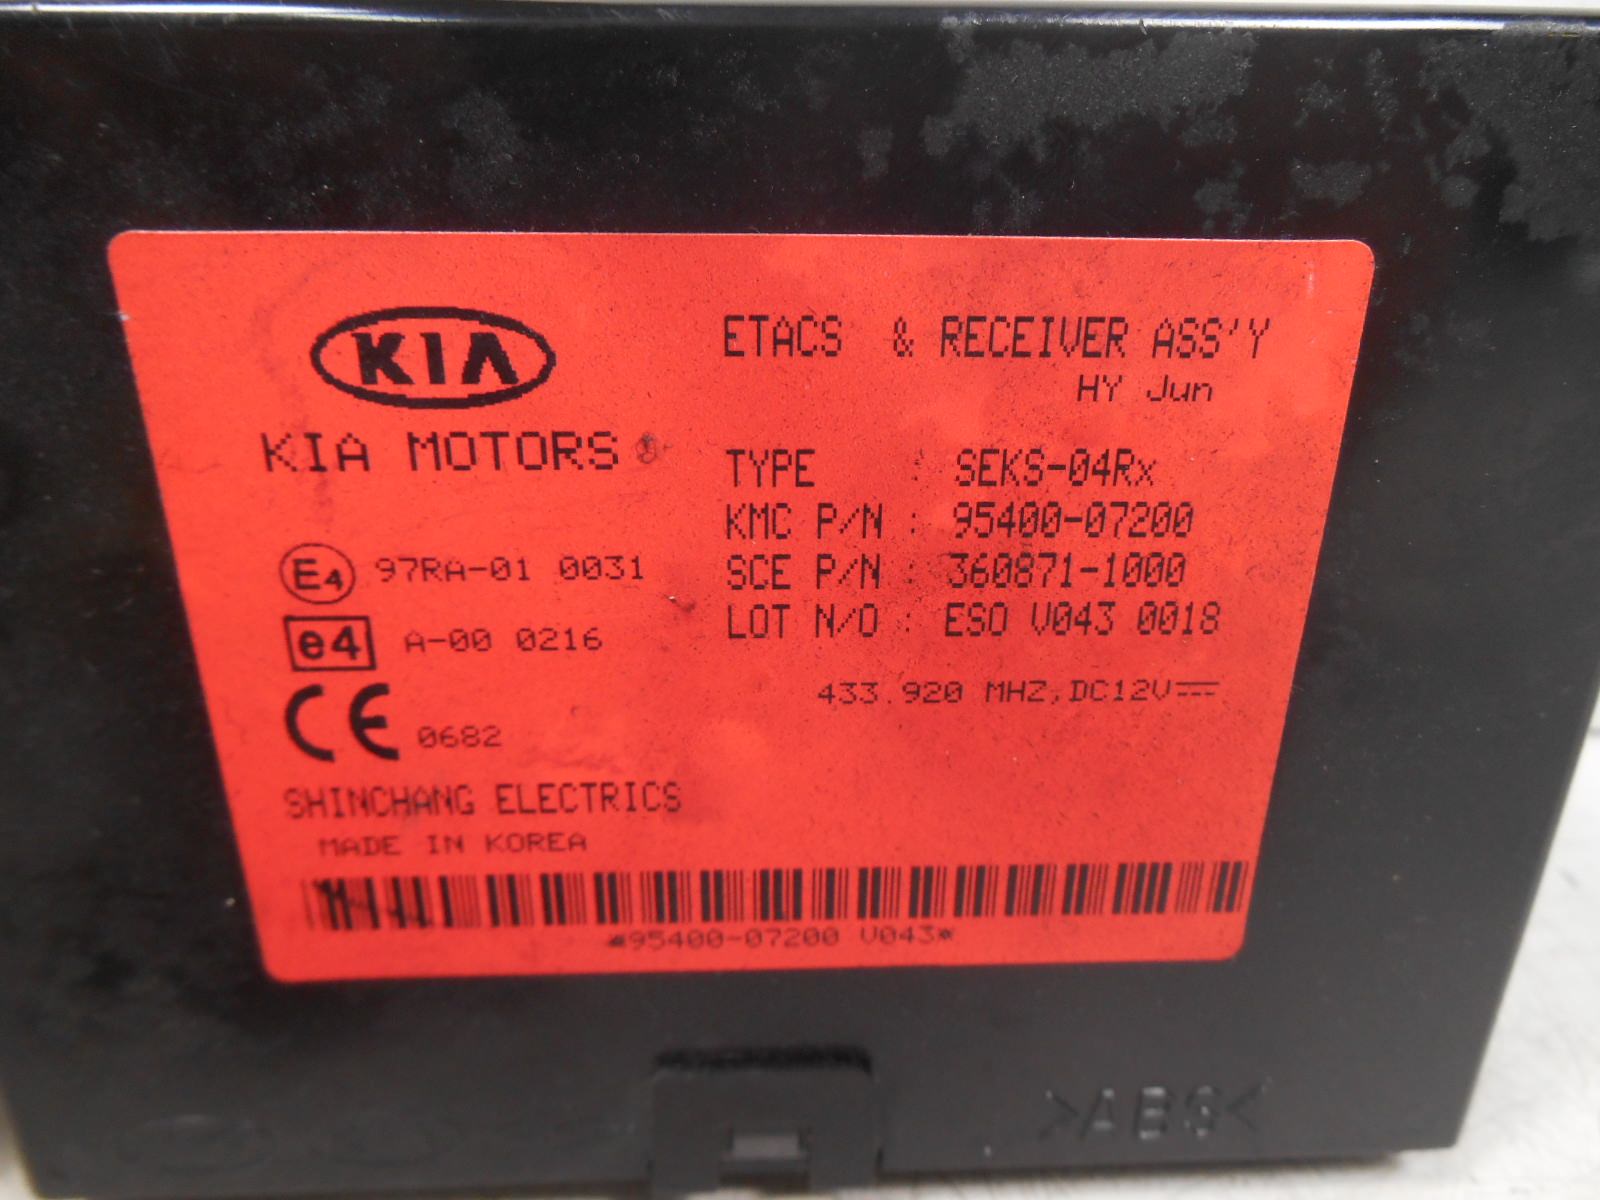 KIA
KIA MOTORS
ETACS & RECEIVER ASS'Y
HY Jun
TYPE : SEKS-04Rx
KMC P/N : 95400-07200
SCE P/N : 360871-1000
LOT N/O : ESO V043 0018
433.920 MHZ,DC12V
E4 97RA-01 0031
e4 A-00 0216
CE 0682
SHINCHANG ELECTRICS
MADE IN KOREA
*95400-07200 V043*
>ABS<